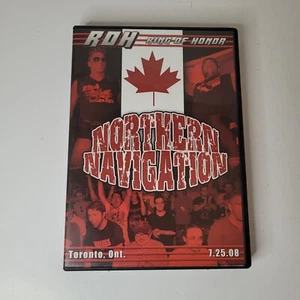 ROH RING OF HONOR
NORTHERN
NAVIGATION
Toronto, Ont. 7.25.08